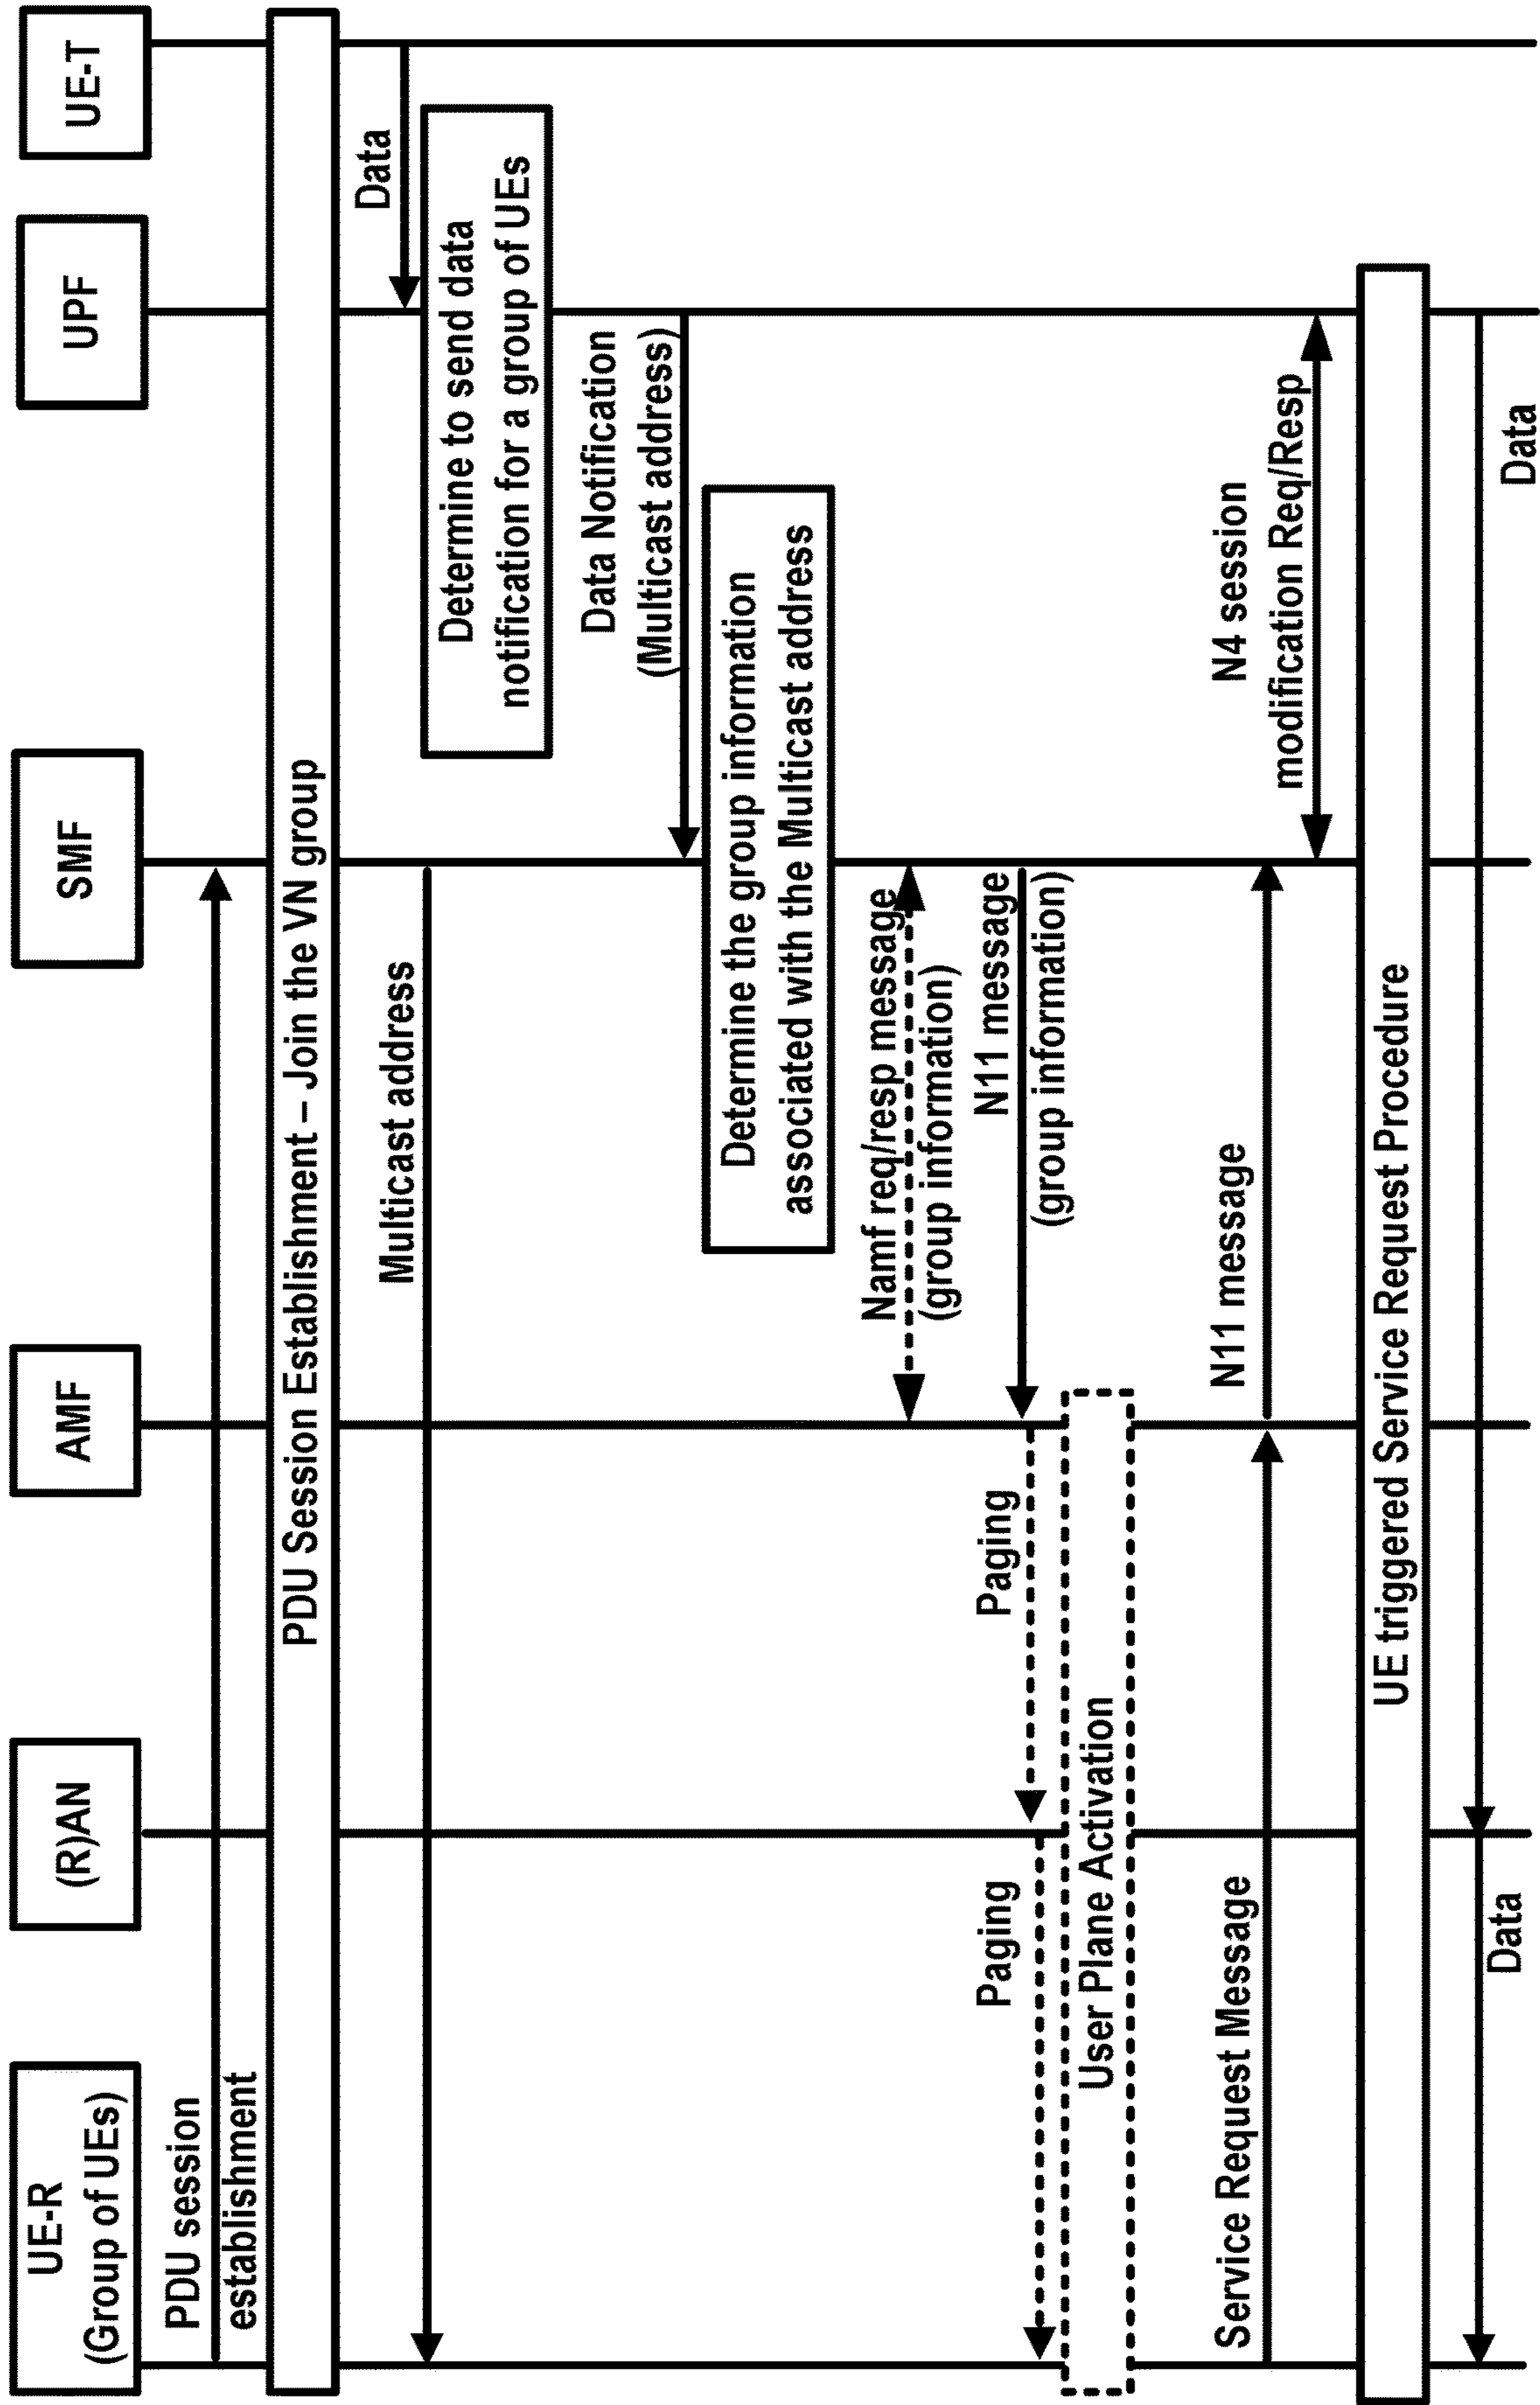 UE-R
(Group of UEs)
(R)AN
AMF
SMF
UPF
UE-T
PDU session
establishment
PDU Session Establishment – Join the VN group
Data
Multicast address
Determine to send data
notification for a group of UEs
Data Notification
(Multicast address)
Determine the group information
associated with the Multicast address
Namf req/resp message
(group information)
N11 message
(group information)
Paging
Paging
User Plane Activation
Service Request Message
N11 message
N4 session
modification Req/Resp
UE triggered Service Request Procedure
Data
Data